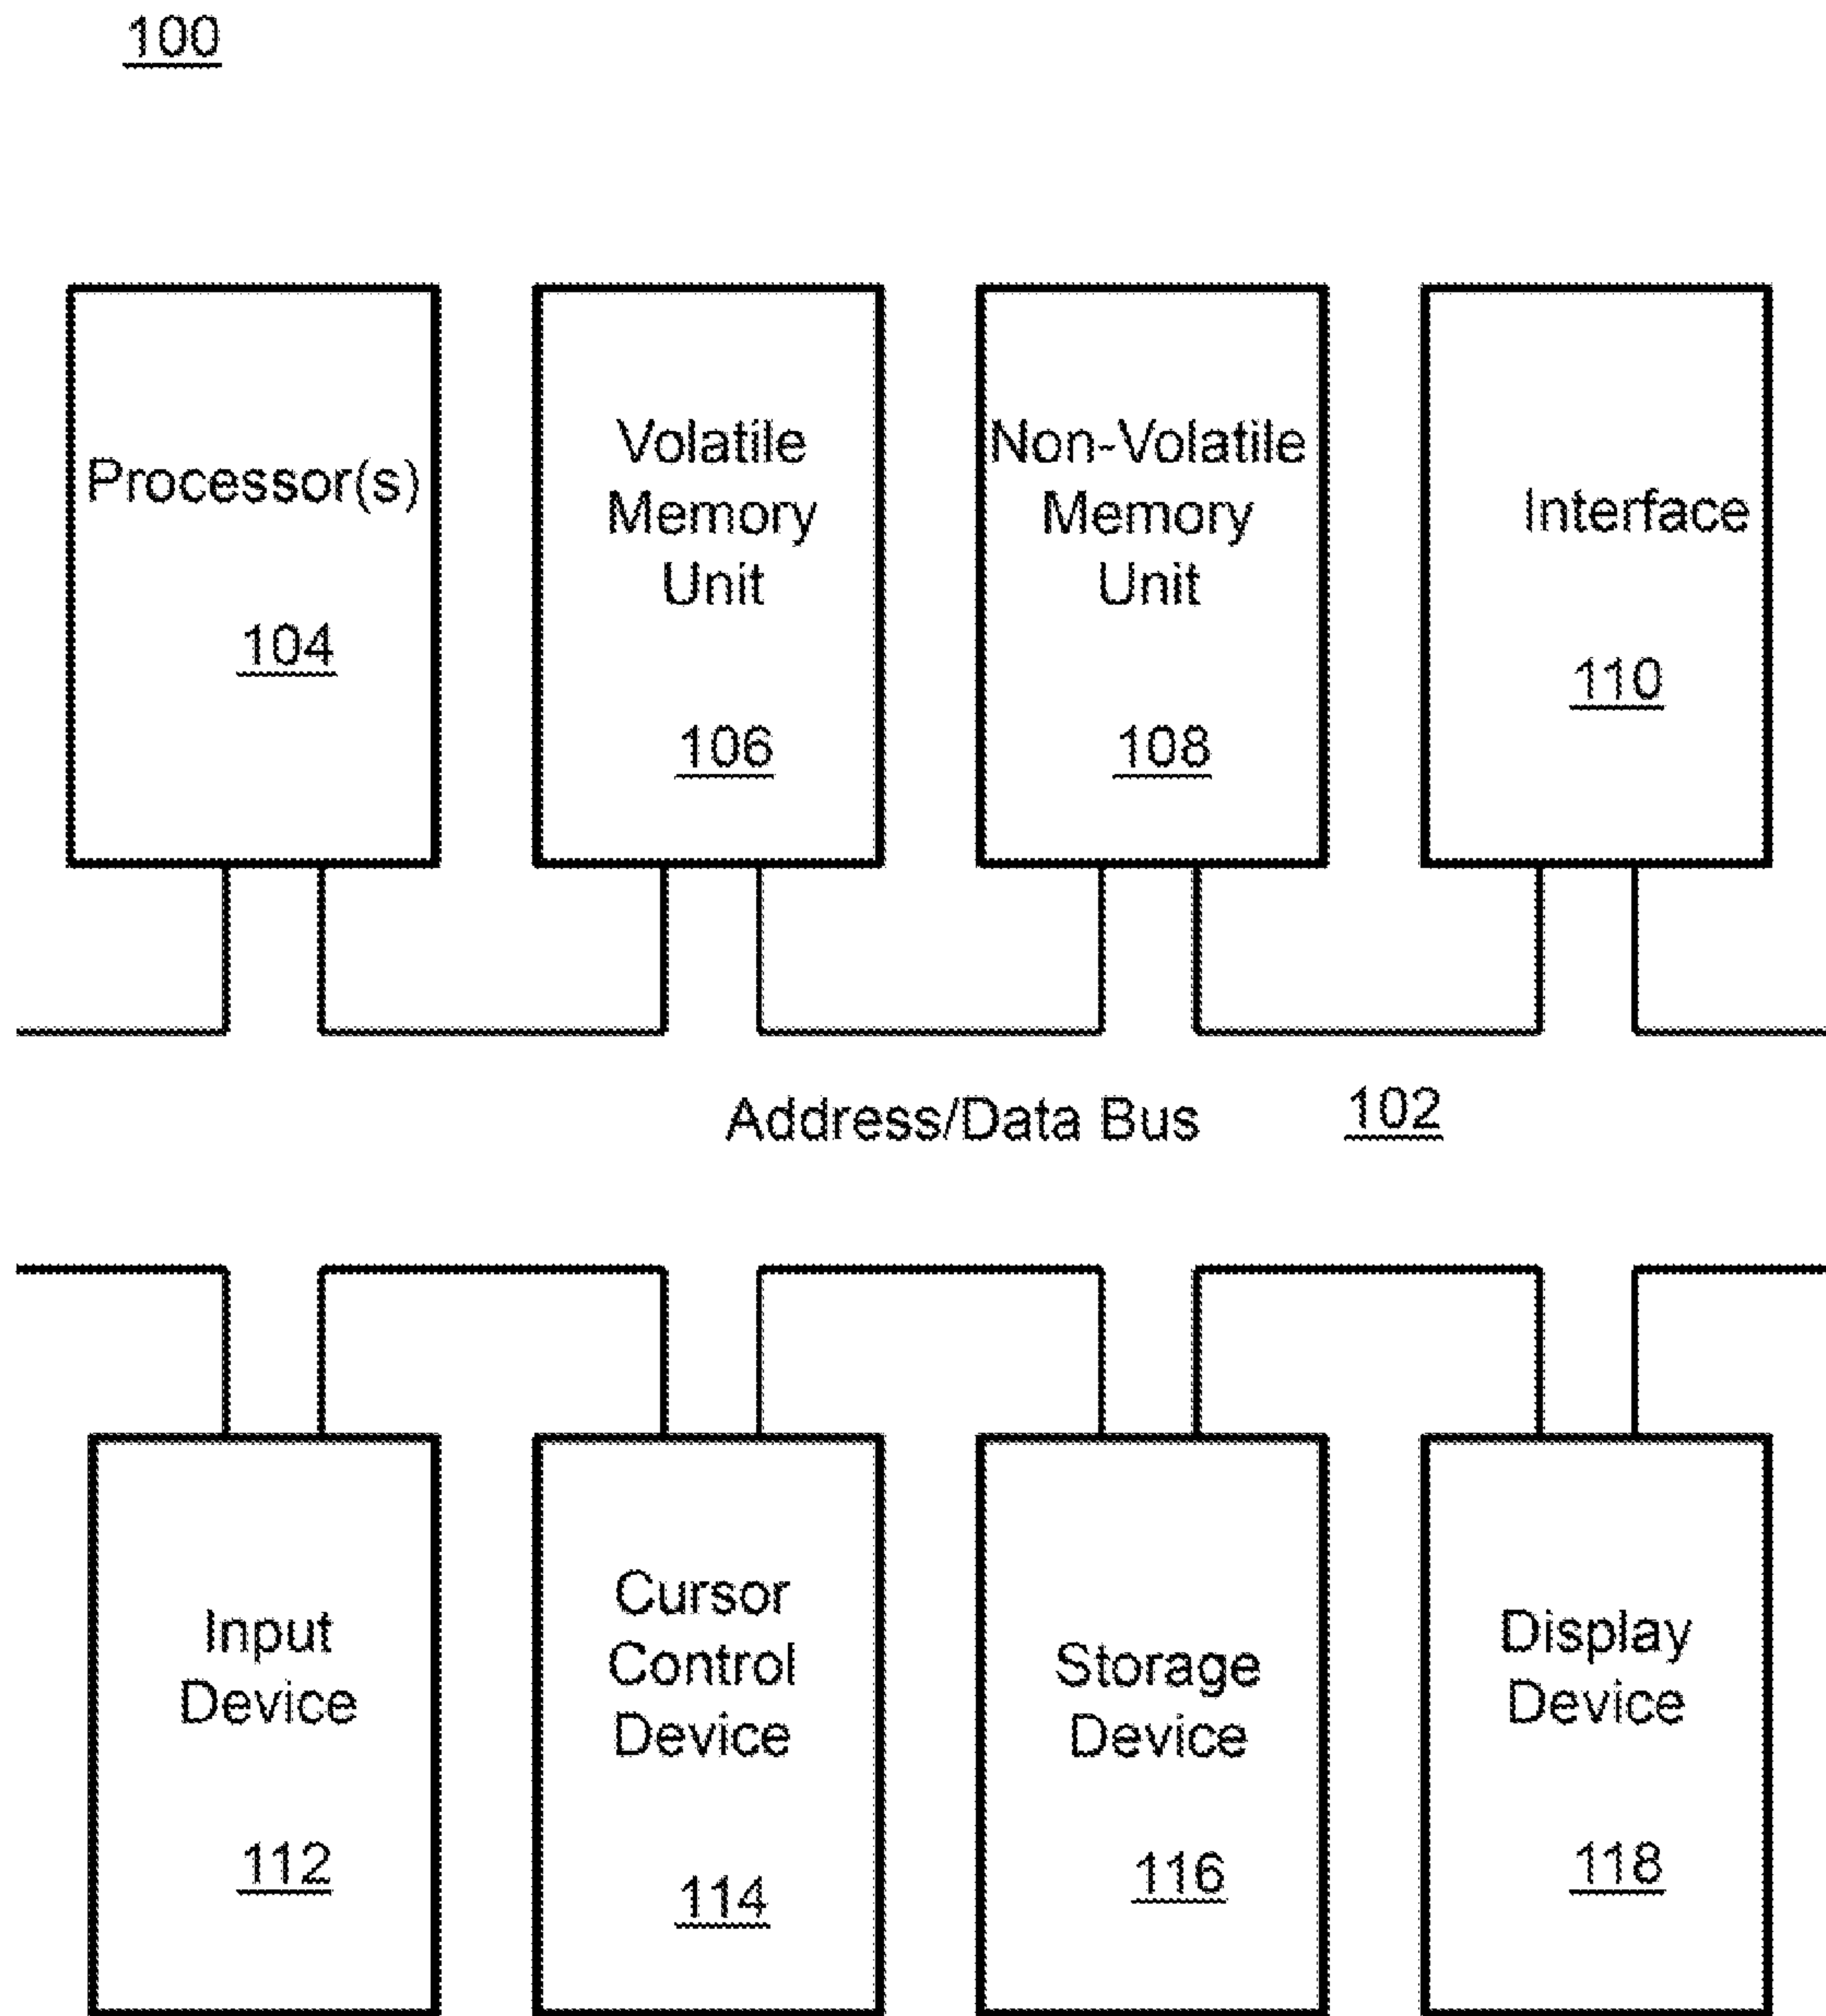 100
Processor(s)
104
Volatile
Memory
Unit
106
Non-Volatile
Memory
Unit
108
Interface
110
Address/Data Bus 102
Input
Device
112
Cursor
Control
Device
114
Storage
Device
116
Display
Device
118